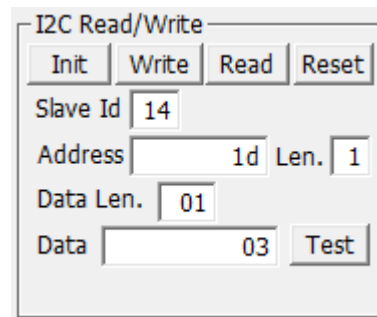 I2C Read/Write
Init Write Read Reset
Slave Id 14
Address 1d Len. 1
Data Len. 01
Data 03 Test